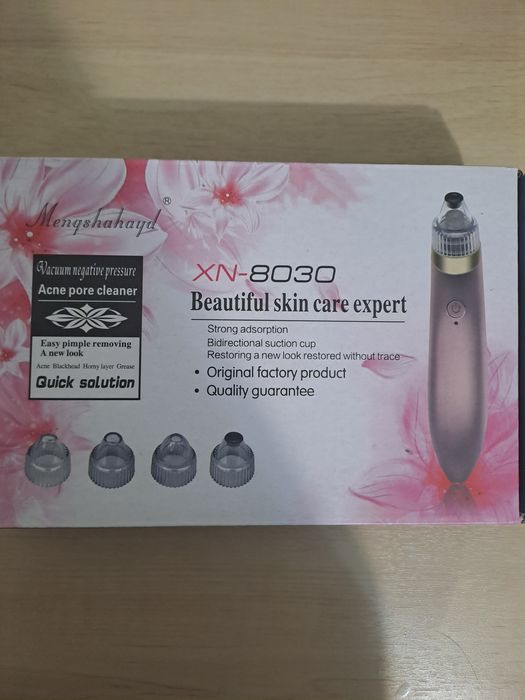 Mengshahayd ®
Vacuum negative pressure
Acne pore cleaner
Easy pimple removing
A new look
Acne Blackhead Horny layer Grease
Quick solution
XN-8030
Beautiful skin care expert
Strong adsorption
Bidirectional suction cup
Restoring a new look restored without trace
• Original factory product
• Quality guarantee